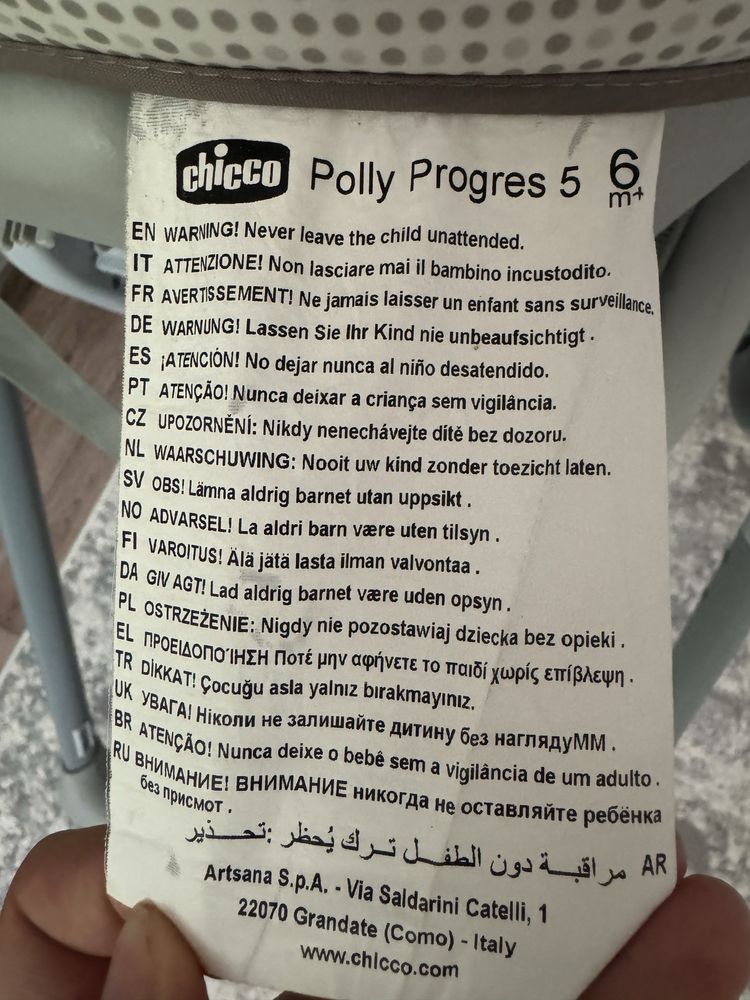 chicco Polly Progres 5 6 m+
EN WARNING! Never leave the child unattended.
IT ATTENZIONE! Non lasciare mai il bambino incustodito.
FR AVERTISSEMENT! Ne jamais laisser un enfant sans surveillance.
DE WARNUNG! Lassen Sie Ihr Kind nie unbeaufsichtigt .
ES ¡ATENCIÓN! No dejar nunca al niño desatendido.
PT ATENÇÃO! Nunca deixar a criança sem vigilância.
CZ UPOZORNĚNÍ: Nikdy nenechávejte dítě bez dozoru.
NL WAARSCHUWING: Nooit uw kind zonder toezicht laten.
SV OBS! Lämna aldrig barnet utan uppsikt .
NO ADVARSEL! La aldri barn være uten tilsyn .
FI VAROITUS! Älä jätä lasta ilman valvontaa .
DA GIV AGT! Lad aldrig barnet være uden opsyn .
PL OSTRZEŻENIE: Nigdy nie pozostawiaj dziecka bez opieki .
EL ΠΡΟΕΙΔΟΠΟΊΗΣΗ Ποτέ μην αφήνετε το παιδί χωρίς επίβλεψη .
TR DİKKAT! Çocuğu asla yalnız bırakmayınız.
UK УВАГА! Ніколи не залишайте дитину без наглядуММ .
BR ATENÇÃO! Nunca deixe o bebê sem a vigilância de um adulto .
RU ВНИМАНИЕ! ВНИМАНИЕ никогда не оставляйте ребёнка
без присмот .
AR مراقبة دون الطفل ترك يُحظر :تحذير
Artsana S.p.A. - Via Saldarini Catelli, 1
22070 Grandate (Como) - Italy
www.chicco.com